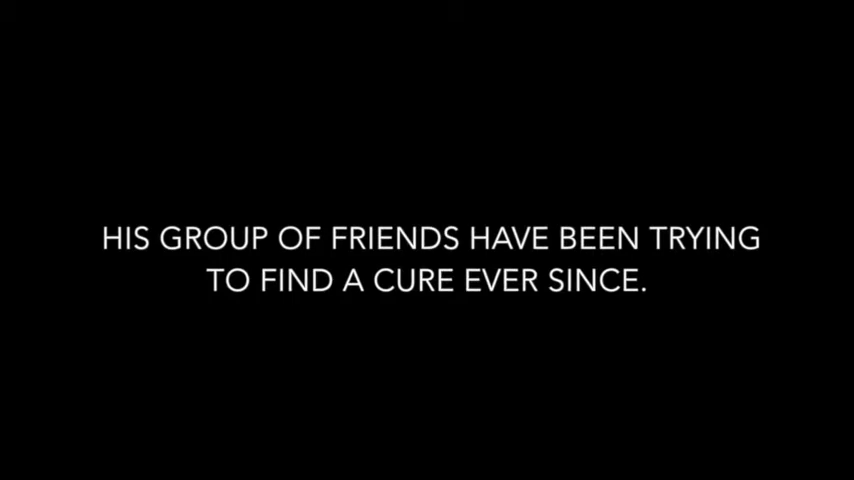 HIS GROUP OF FRIENDS HAVE BEEN TRYING
TO FIND A CURE EVER SINCE.